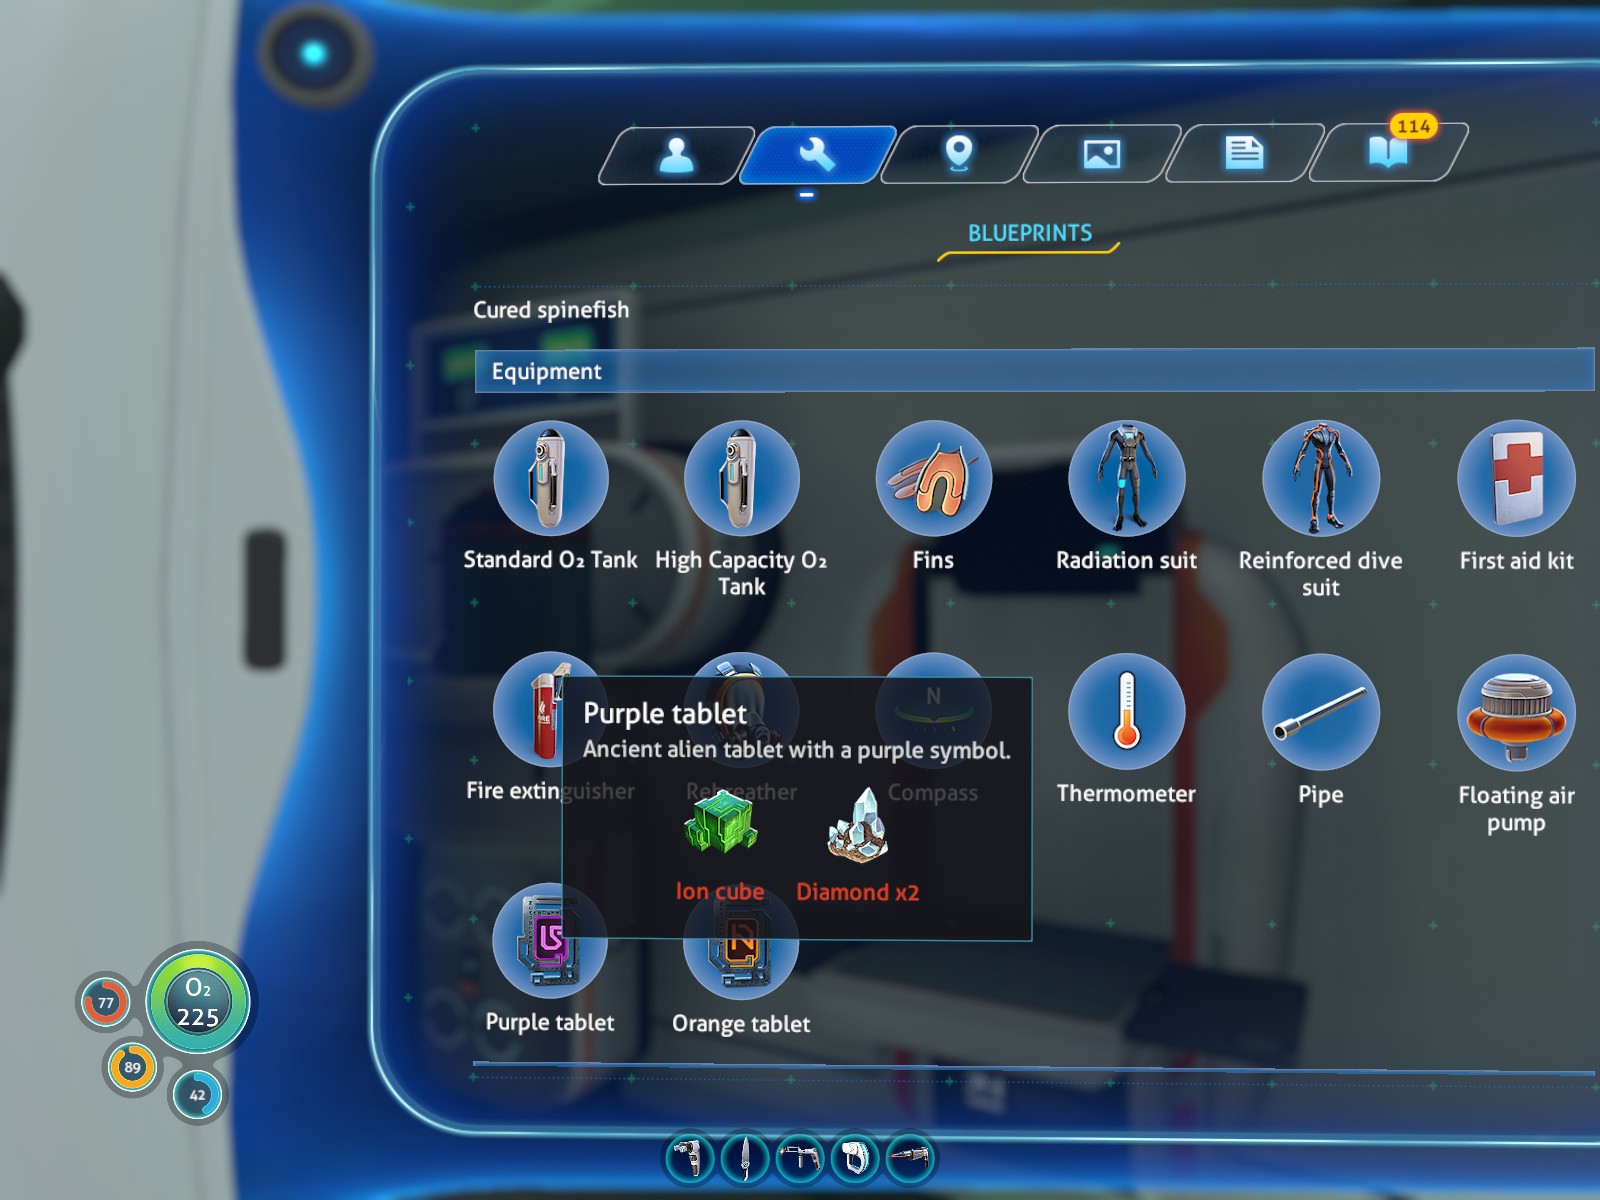 114
BLUEPRINTS
Cured spinefish
Equipment
Standard O₂ Tank
High Capacity O₂
Tank
Fins
Radiation suit
Reinforced dive
suit
First aid kit
Fire extinguisher
Rebreather
N
Compass
Thermometer
Pipe
Floating air
pump
Purple tablet
Ancient alien tablet with a purple symbol.
Ion cube
Diamond x2
Purple tablet
Orange tablet
O₂
225
77
89
42